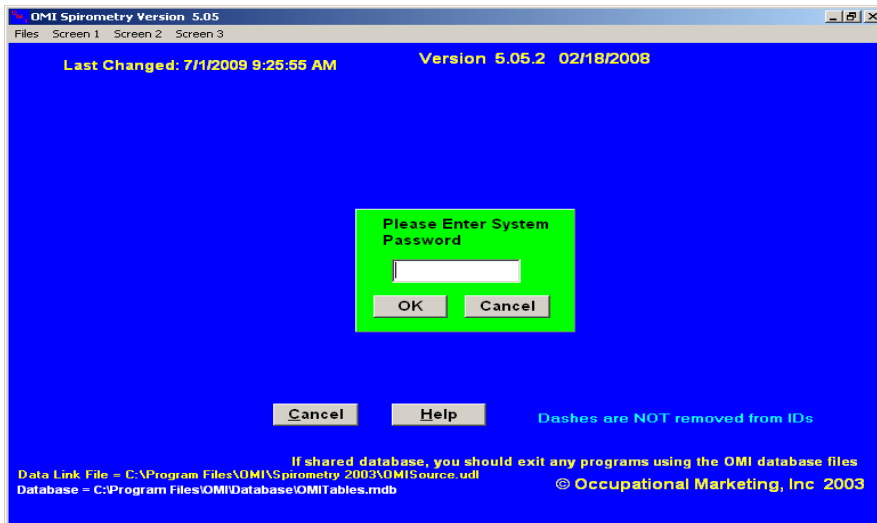 OMI Spirometry Version 5.05
Files Screen 1 Screen 2 Screen 3
Last Changed: 7/1/2009 9:25:55 AM
Version 5.05.2 02/18/2008
Please Enter System
Password
OK Cancel
Cancel Help
Dashes are NOT removed from IDs
If shared database, you should exit any programs using the OMI database files
Data Link File = C:\Program Files\OMI\Spirometry 2003\OMISource.udl
Database = C:\Program Files\OMI\Database\OMITables.mdb
© Occupational Marketing, Inc 2003